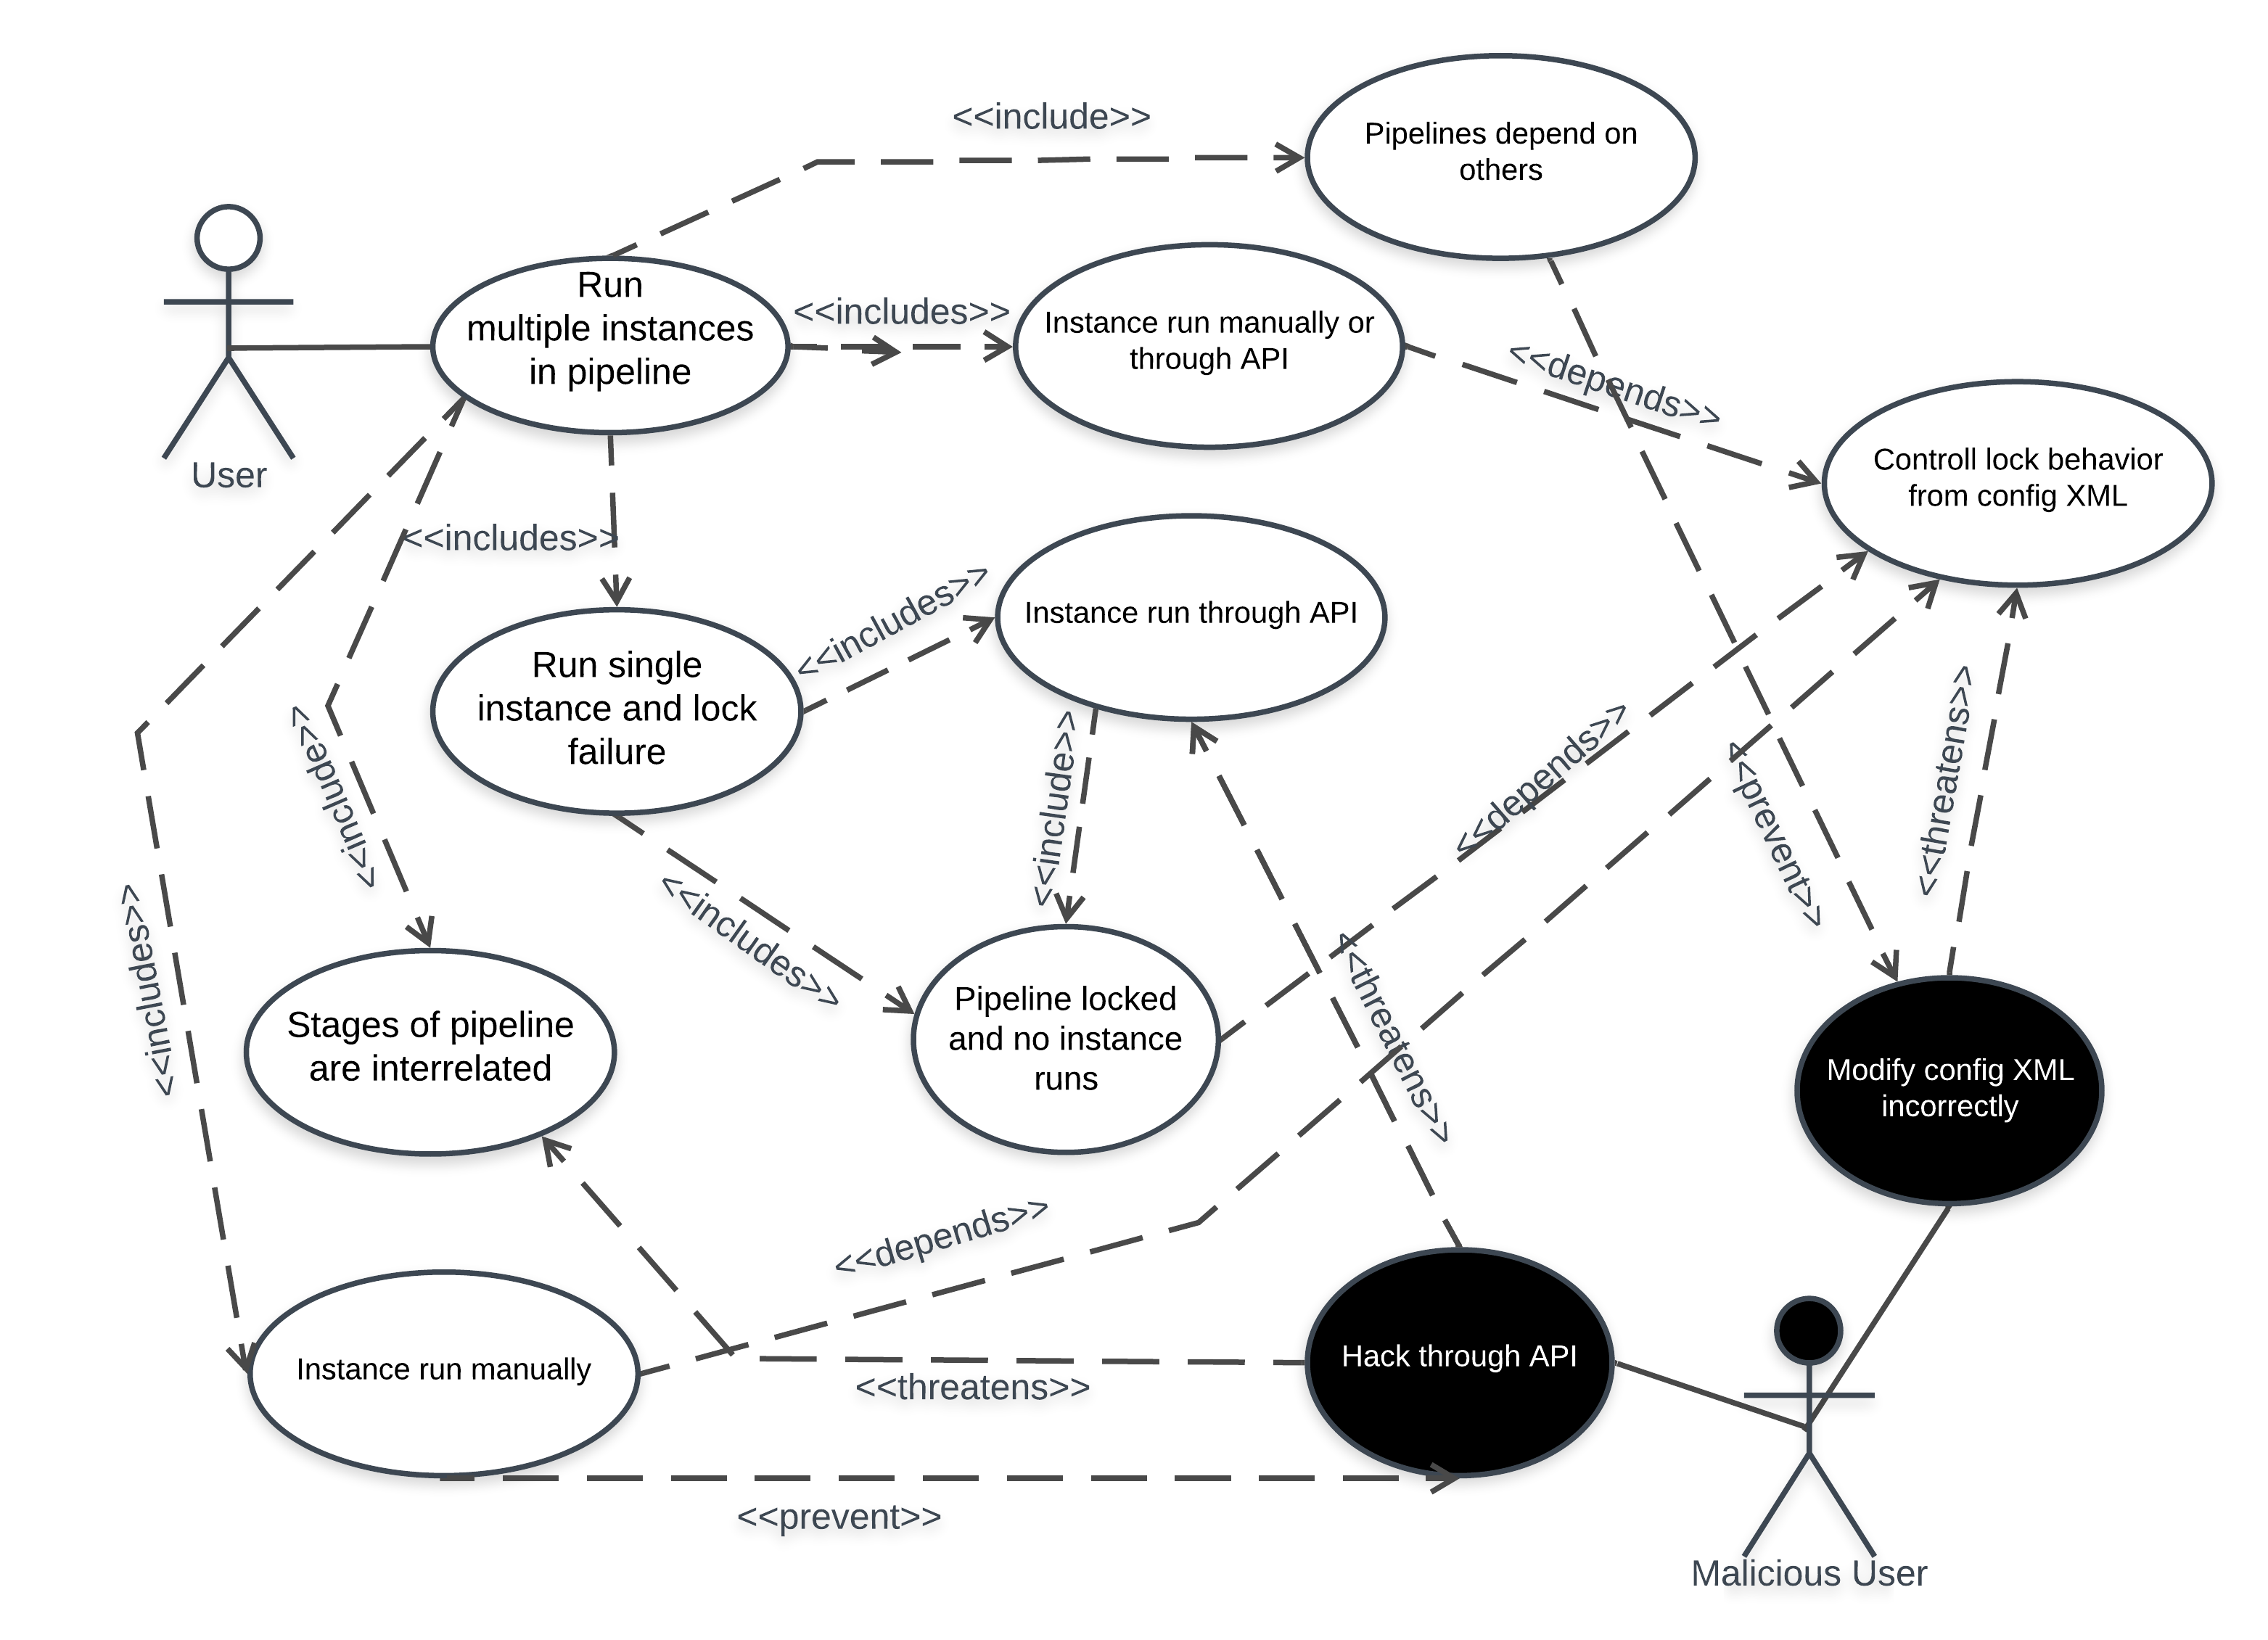 <<include>>
Pipelines depend on
others
Run
multiple instances
in pipeline
<<includes>>
Instance run manually or
through API
<<depends>>
Controll lock behavior
from config XML
User
<<includes>>
<<includes>>
Instance run through API
Run single
instance and lock
failure
<<include>>
<<include>>
<<depends>>
<<prevent>>
<<threatens>>
<<includes>>
<<includes>>
<<threatens>>
Stages of pipeline
are interrelated
Pipeline locked
and no instance
runs
Modify config XML
incorrectly
<<depends>>
Instance run manually
<<threatens>>
Hack through API
<<prevent>>
Malicious User